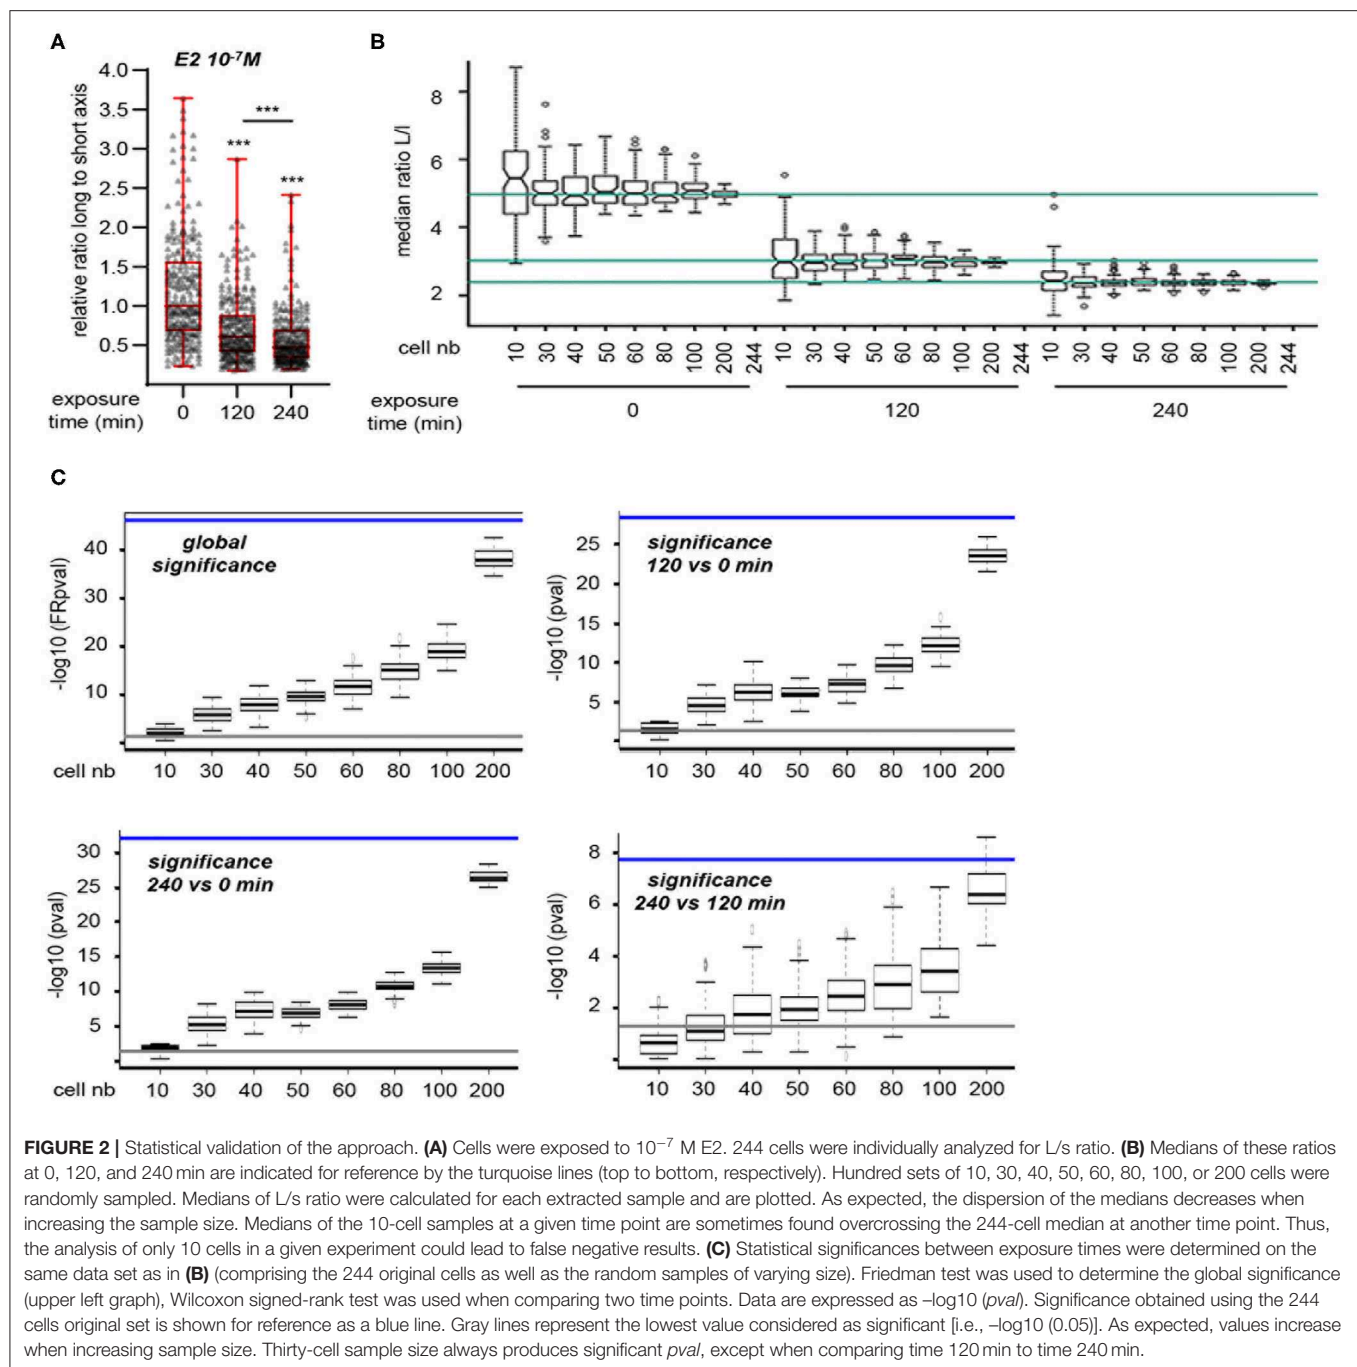 A
E2 10⁻⁷M
relative ratio long to short axis
4.0
3.5
3.0
2.5
2.0
1.5
1.0
0.5
***
***
***
exposure time (min)
0 120 240
B
median ratio L/l
8
6
4
2
cell nb
10 30 40 50 60 80 100 200 244 10 30 40 50 60 80 100 200 244 10 30 40 50 60 80 100 200 244
exposure time (min)
0 120 240
C
global significance
-log10 (FRpval)
40
30
20
10
cell nb 10 30 40 50 60 80 100 200
significance 120 vs 0 min
-log10 (pval)
25
20
15
10
5
10 30 40 50 60 80 100 200
significance 240 vs 0 min
-log10 (pval)
30
25
20
15
10
5
cell nb 10 30 40 50 60 80 100 200
significance 240 vs 120 min
-log10 (pval)
8
6
4
2
10 30 40 50 60 80 100 200
FIGURE 2 | Statistical validation of the approach. (A) Cells were exposed to 10⁻⁷ M E2. 244 cells were individually analyzed for L/s ratio. (B) Medians of these ratios
at 0, 120, and 240 min are indicated for reference by the turquoise lines (top to bottom, respectively). Hundred sets of 10, 30, 40, 50, 60, 80, 100, or 200 cells were
randomly sampled. Medians of L/s ratio were calculated for each extracted sample and are plotted. As expected, the dispersion of the medians decreases when
increasing the sample size. Medians of the 10-cell samples at a given time point are sometimes found overcrossing the 244-cell median at another time point. Thus,
the analysis of only 10 cells in a given experiment could lead to false negative results. (C) Statistical significances between exposure times were determined on the
same data set as in (B) (comprising the 244 original cells as well as the random samples of varying size). Friedman test was used to determine the global significance
(upper left graph), Wilcoxon signed-rank test was used when comparing two time points. Data are expressed as –log10 (pval). Significance obtained using the 244
cells original set is shown for reference as a blue line. Gray lines represent the lowest value considered as significant [i.e., –log10 (0.05)]. As expected, values increase
when increasing sample size. Thirty-cell sample size always produces significant pval, except when comparing time 120 min to time 240 min.